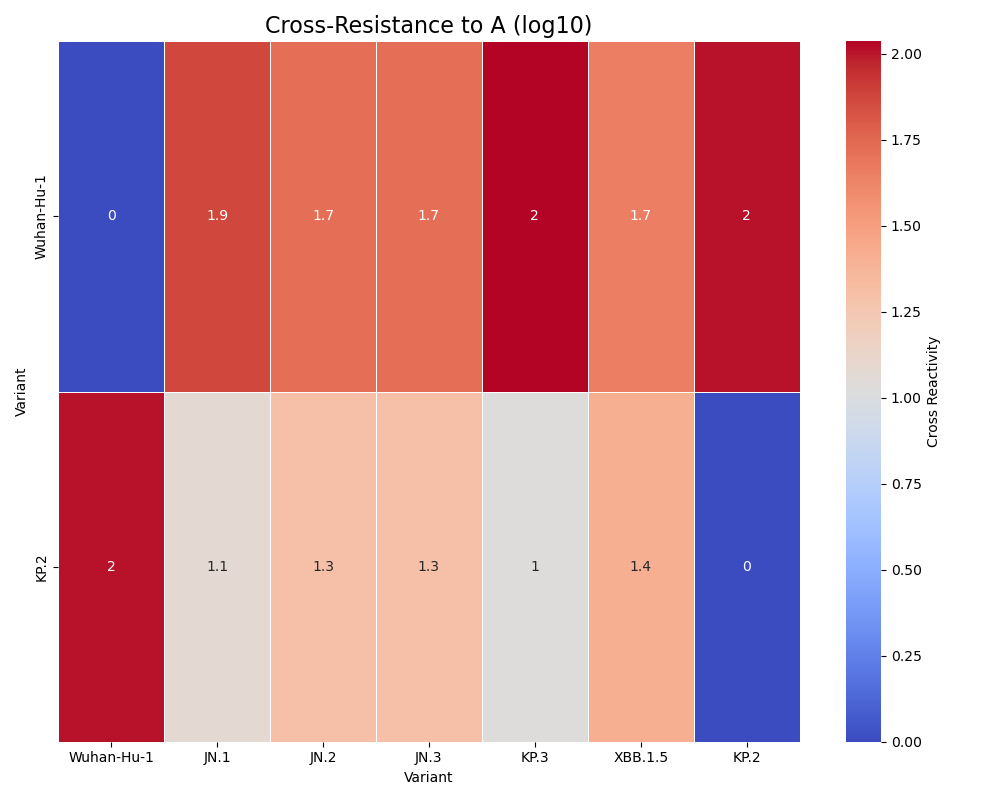 Cross-Resistance to A (log10)
Variant
Wuhan-Hu-1
0
1.9
1.7
1.7
2
1.7
2
KP.2
2
1.1
1.3
1.3
1
1.4
0
Wuhan-Hu-1
JN.1
JN.2
JN.3
KP.3
XBB.1.5
KP.2
Variant
2.00
1.75
1.50
1.25
1.00
0.75
0.50
0.25
0.00
Cross Reactivity